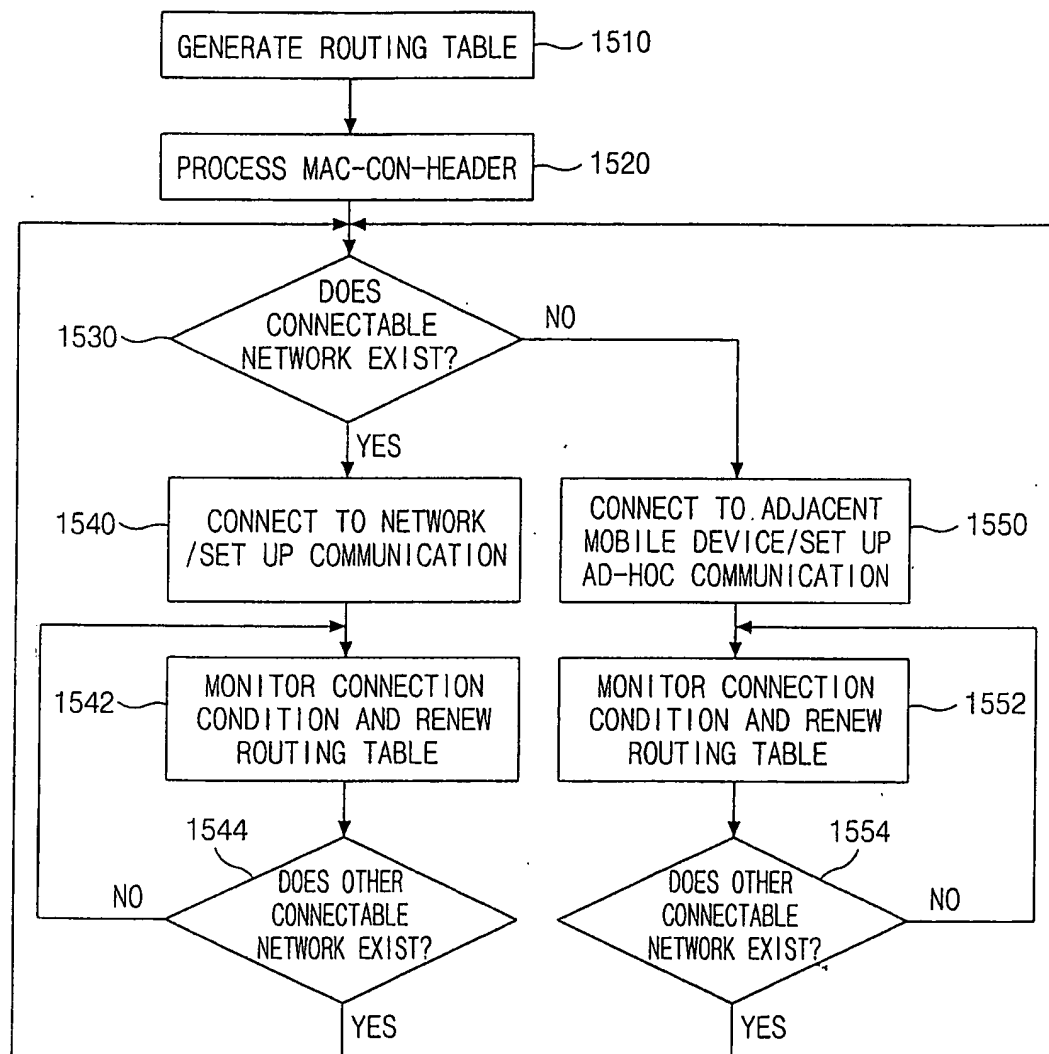 GENERATE ROUTING TABLE
1510
PROCESS MAC-CON-HEADER
1520
DOES
CONNECTABLE
NETWORK EXIST?
1530
NO
YES
1540
CONNECT TO NETWORK
/SET UP COMMUNICATION
CONNECT TO ADJACENT
MOBILE DEVICE/SET UP
AD-HOC COMMUNICATION
1550
1542
MONITOR CONNECTION
CONDITION AND RENEW
ROUTING TABLE
MONITOR CONNECTION
CONDITION AND RENEW
ROUTING TABLE
1552
1544
DOES OTHER
CONNECTABLE
NETWORK EXIST?
NO
YES
1554
DOES OTHER
CONNECTABLE
NETWORK EXIST?
NO
YES